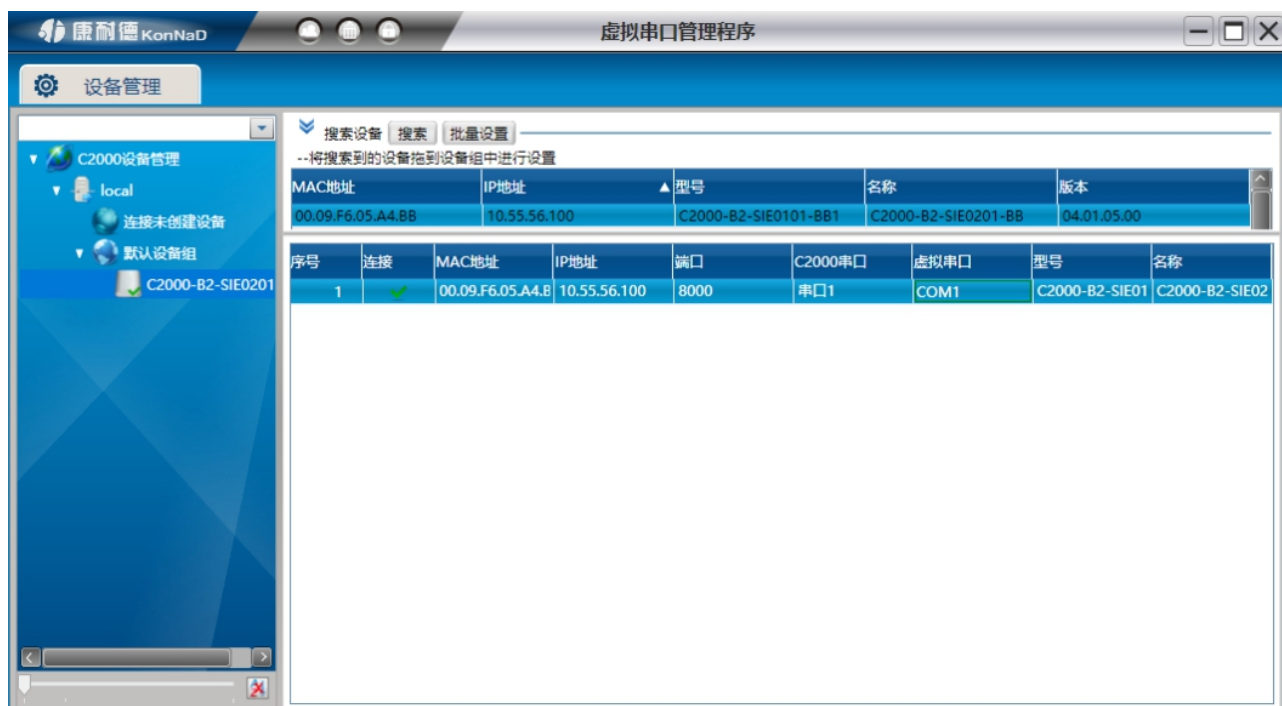 康耐德 KonNaD
虚拟串口管理程序
设备管理
搜索设备 搜索 批量设置
--将搜索到的设备拖到设备组中进行设置
MAC地址 IP地址 型号 名称 版本
00.09.F6.05.A4.BB 10.55.56.100 C2000-B2-SIE0101-BB1 C2000-B2-SIE0201-BB 04.01.05.00
C2000设备管理
local
连接未创建设备
默认设备组
C2000-B2-SIE0201
序号 连接 MAC地址 IP地址 端口 C2000串口 虚拟串口 型号 名称
1 00.09.F6.05.A4.B 10.55.56.100 8000 串口1 COM1 C2000-B2-SIE01 C2000-B2-SIE02